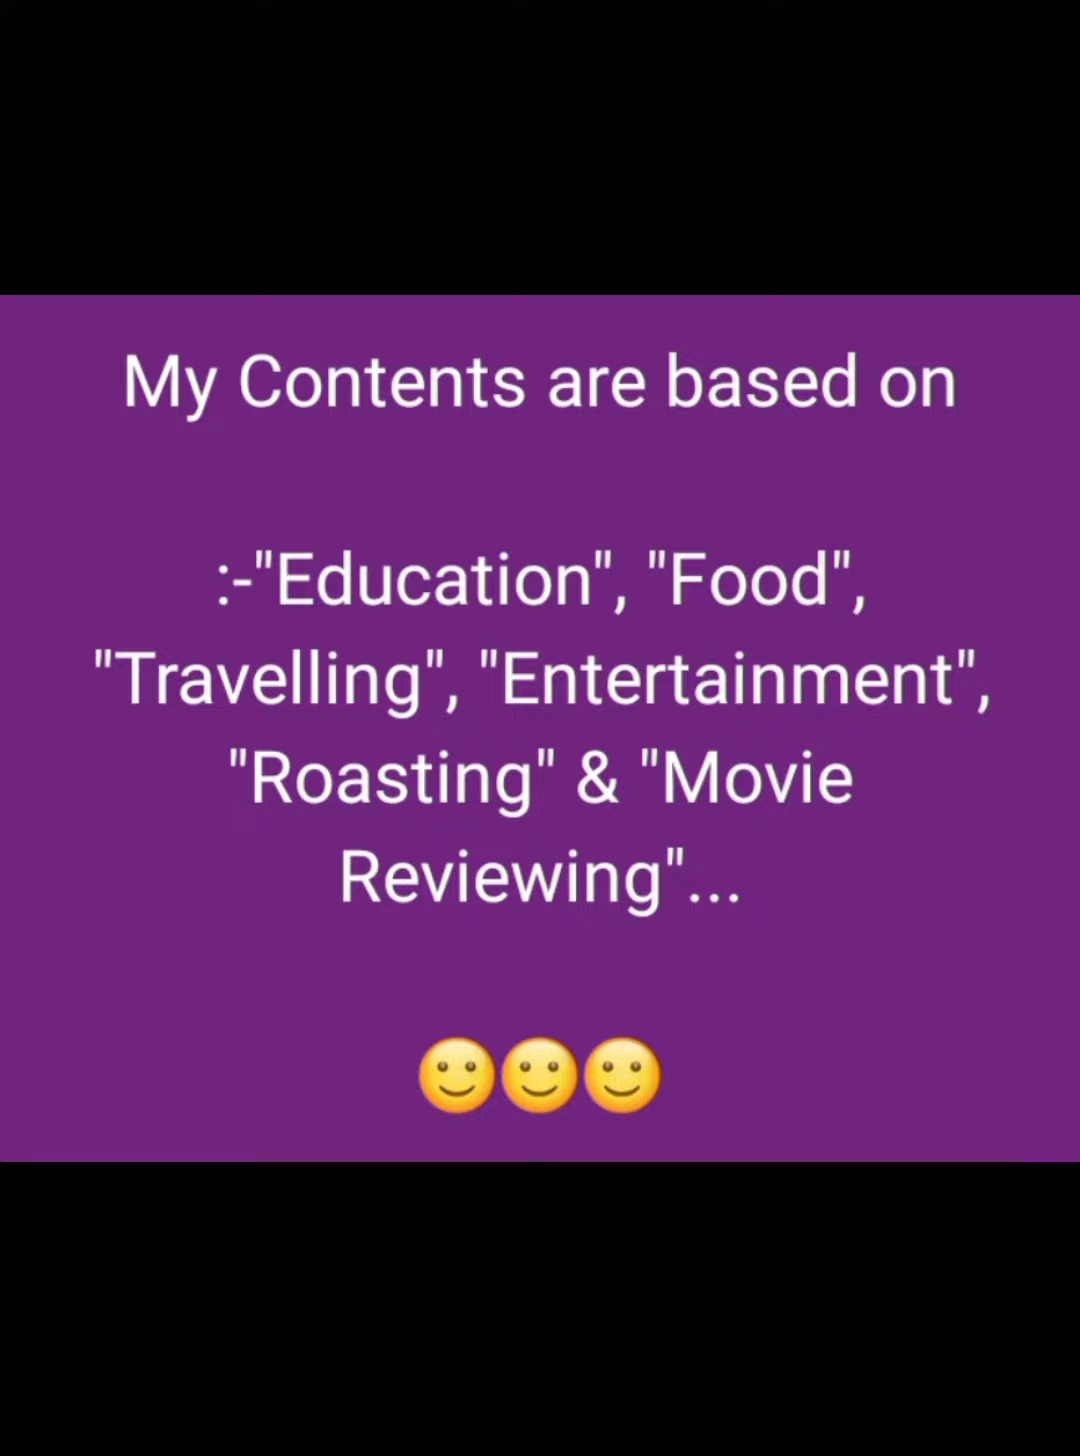 My Contents are based on
:-"Education", "Food",
"Travelling", "Entertainment",
"Roasting" & "Movie
Reviewing"...
🙂🙂🙂